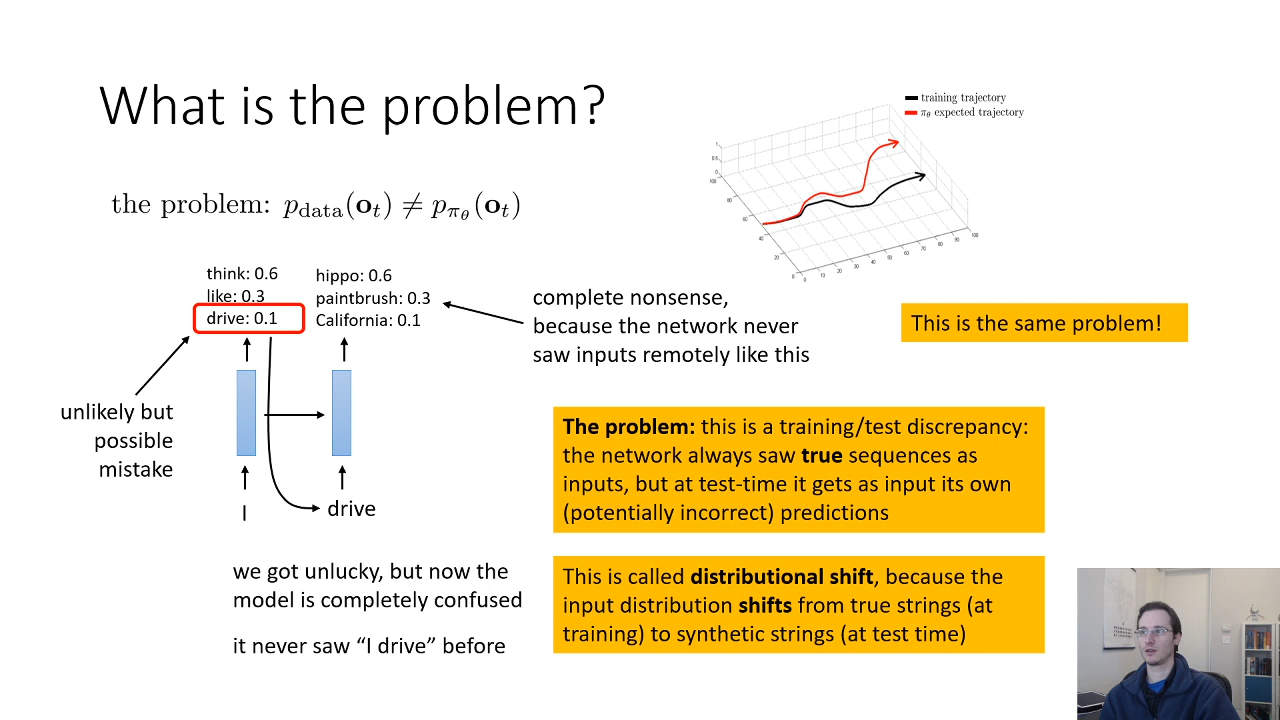 What is the problem?
training trajectory
π_θ expected trajectory
the problem: p_data(o_t) ≠ p_{π_θ}(o_t)
think: 0.6
like: 0.3
drive: 0.1
hippo: 0.6
paintbrush: 0.3
California: 0.1
complete nonsense,
because the network never
saw inputs remotely like this
This is the same problem!
unlikely but
possible
mistake
I
drive
The problem: this is a training/test discrepancy:
the network always saw true sequences as
inputs, but at test-time it gets as input its own
(potentially incorrect) predictions
we got unlucky, but now the
model is completely confused
it never saw “I drive” before
This is called distributional shift, because the
input distribution shifts from true strings (at
training) to synthetic strings (at test time)